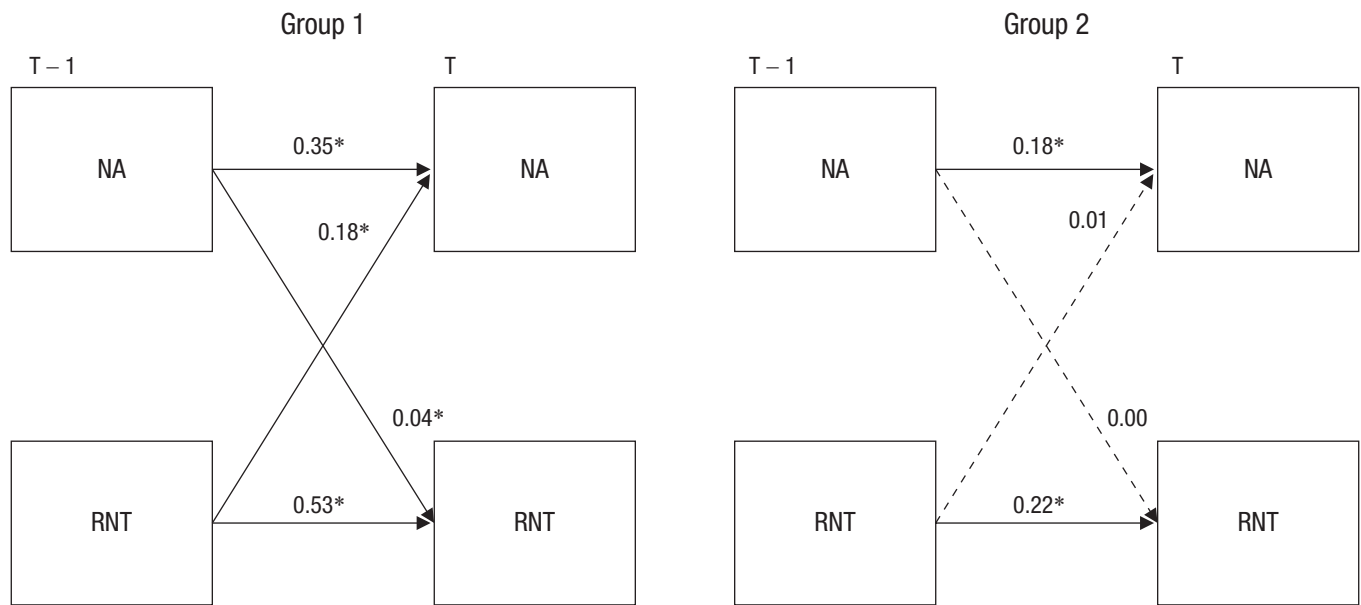 Group 1
T – 1
T
NA
0.35*
NA
0.18*
0.04*
RNT
0.53*
RNT
Group 2
T – 1
T
NA
0.18*
NA
0.01
0.00
RNT
0.22*
RNT